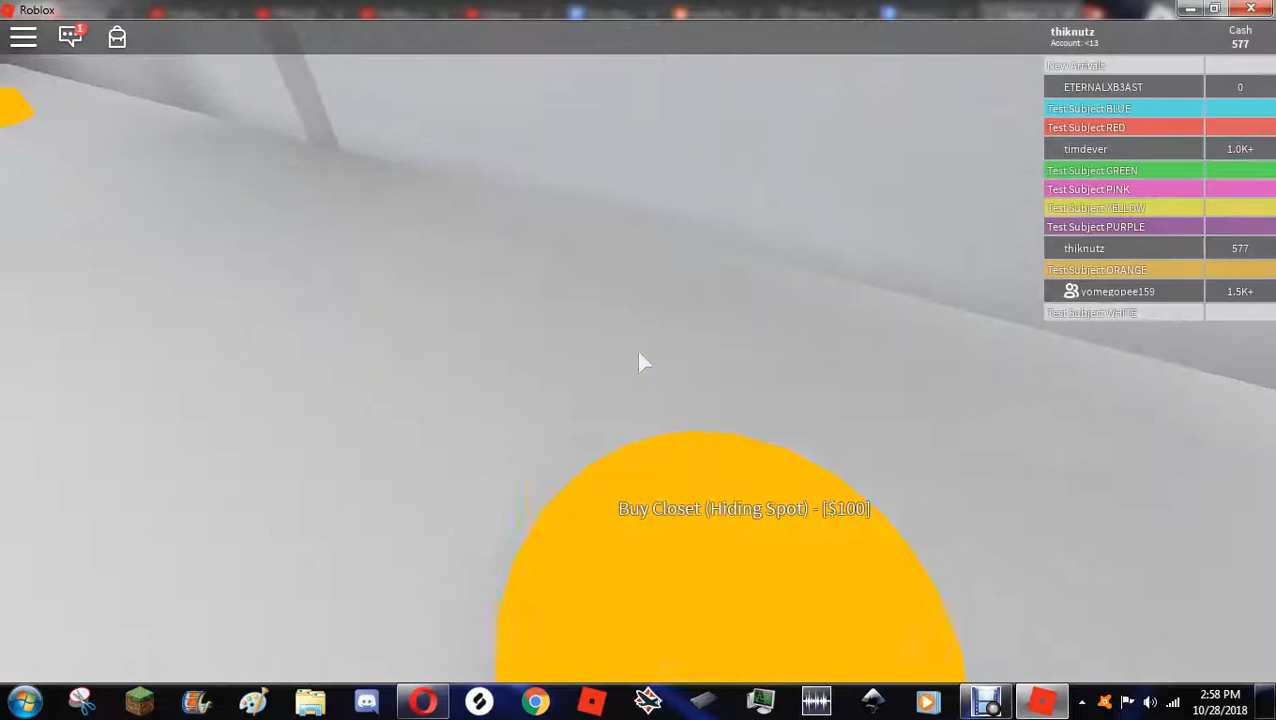 Roblox
1
thiknutz
Account: <13
Cash
577
New Arrivals
ETERNALXB3AST 0
Test Subject BLUE
Test Subject RED
timdever 1.0K+
Test Subject GREEN
Test Subject PINK
Test Subject YELLOW
Test Subject PURPLE
thiknutz 577
Test Subject ORANGE
yomegopee159 1.5K+
Test Subject WHITE
Buy Closet (Hiding Spot) - [$100]
2:58 PM
10/28/2018